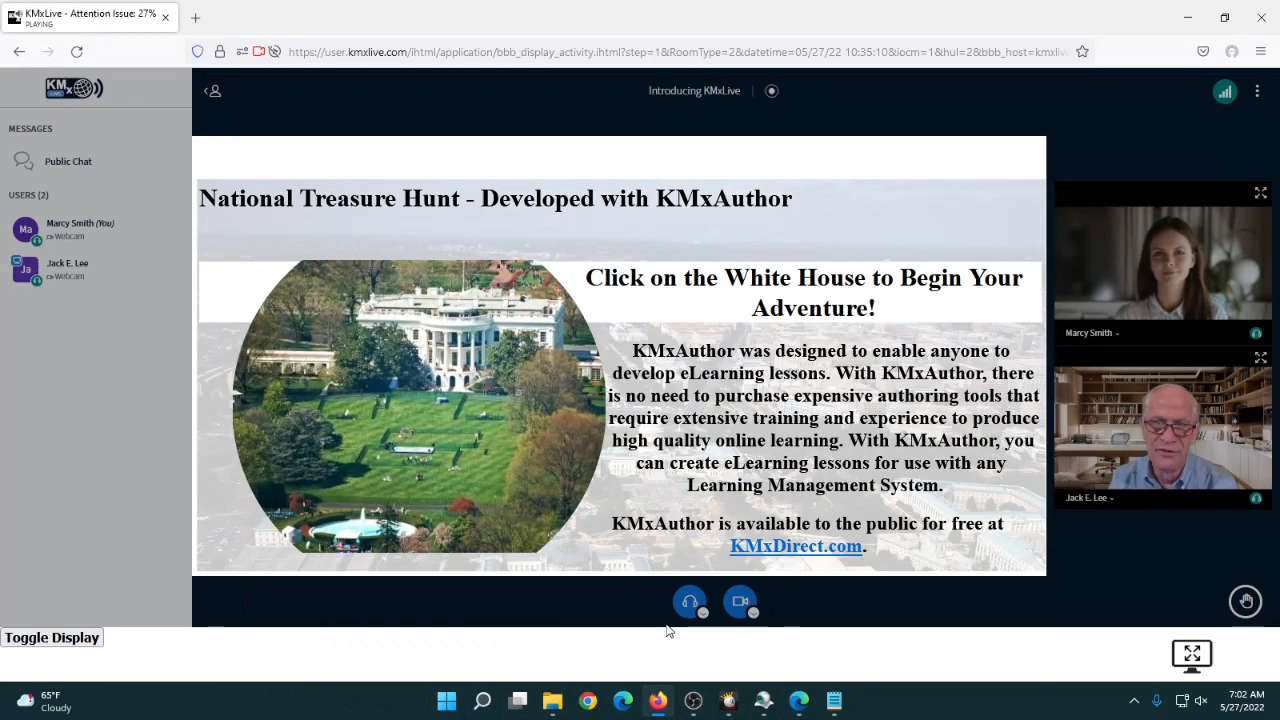 KMxLive - Attention Issue: 27%
PLAYING
https://user.kmxlive.com/ihtml/application/bbb_display_activity.ihtml?step=1&RoomType=2&datetime=05/27/22 10:35:10&iocm=1&hul=2&bbb_host=kmxliv
KMx
LIVE
Introducing KMxLive
MESSAGES
Public Chat
USERS (2)
Ma
Marcy Smith (You)
Webcam
Ja
Jack E. Lee
Webcam
National Treasure Hunt - Developed with KMxAuthor
Click on the White House to Begin Your
Adventure!
KMxAuthor was designed to enable anyone to
develop eLearning lessons. With KMxAuthor, there
is no need to purchase expensive authoring tools that
require extensive training and experience to produce
high quality online learning. With KMxAuthor, you
can create eLearning lessons for use with any
Learning Management System.
KMxAuthor is available to the public for free at
KMxDirect.com.
Marcy Smith
Jack E. Lee
Toggle Display
65°F
Cloudy
7:02 AM
5/27/2022